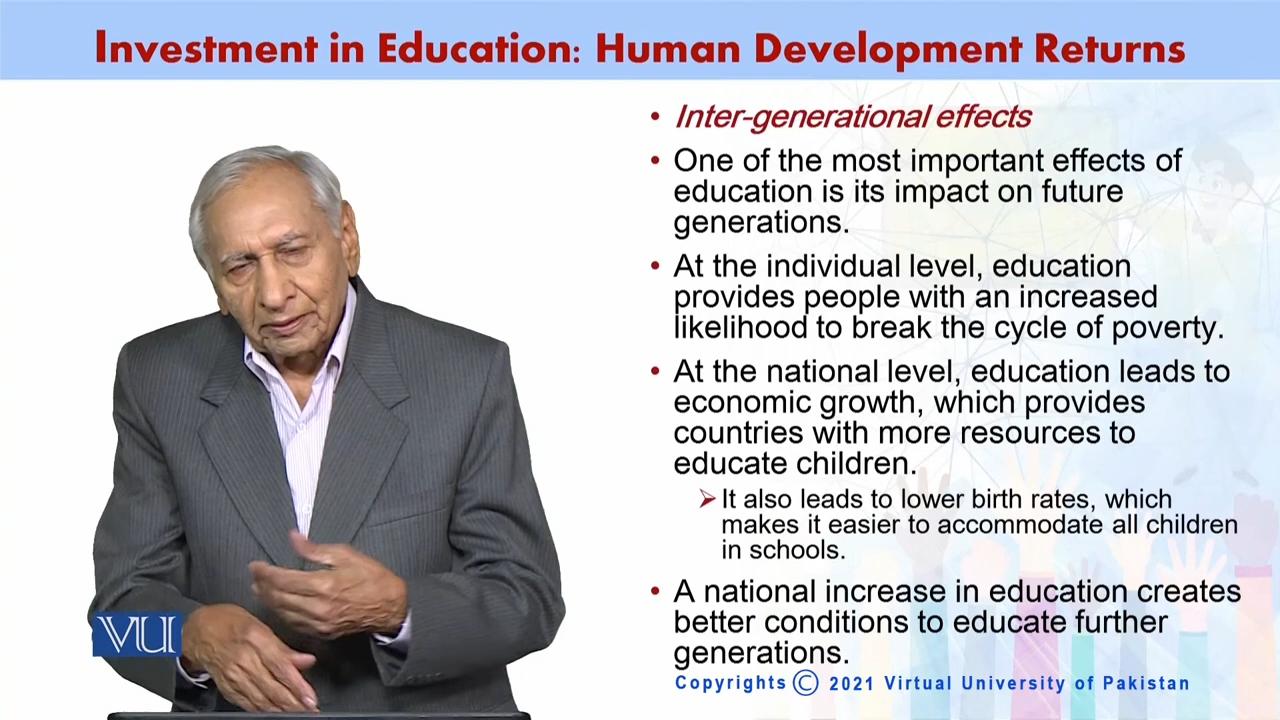 Investment in Education: Human Development Returns
• Inter-generational effects
• One of the most important effects of
education is its impact on future
generations.
• At the individual level, education
provides people with an increased
likelihood to break the cycle of poverty.
• At the national level, education leads to
economic growth, which provides
countries with more resources to
educate children.
➢ It also leads to lower birth rates, which
makes it easier to accommodate all children
in schools.
• A national increase in education creates
better conditions to educate further
generations.
VU
Copyrights © 2021 Virtual University of Pakistan